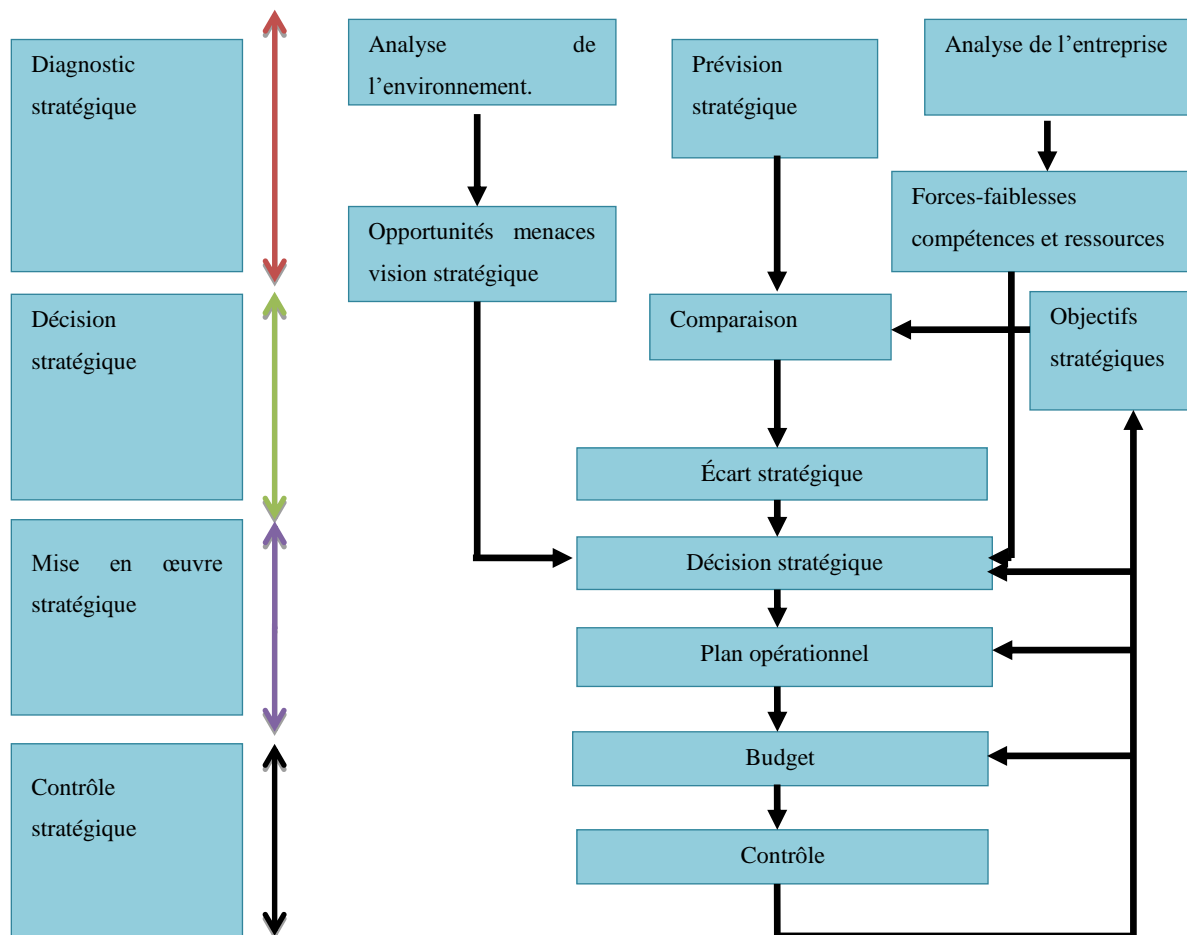 Diagnostic
stratégique
Analyse de
l’environnement.
Prévision
stratégique
Analyse de l’entreprise
Opportunités menaces
vision stratégique
Forces-faiblesses
compétences et ressources
Décision
stratégique
Comparaison
Objectifs
stratégiques
Écart stratégique
Mise en œuvre
stratégique
Décision stratégique
Plan opérationnel
Contrôle
stratégique
Budget
Contrôle